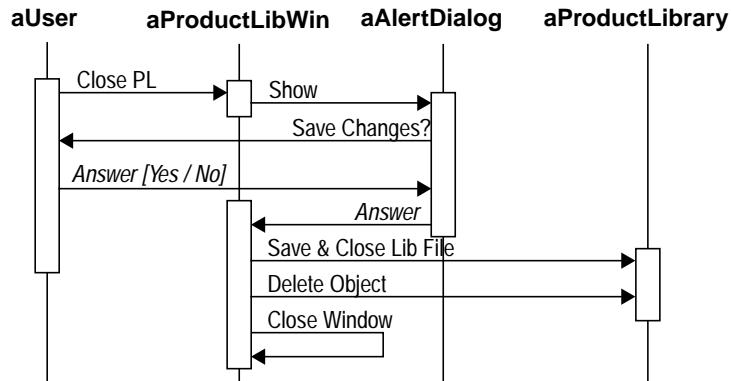 aUser aProductLibWin aAlertDialog aProductLibrary
Close PL
Show
Save Changes?
Answer [Yes / No]
Answer
Save & Close Lib File
Delete Object
Close Window